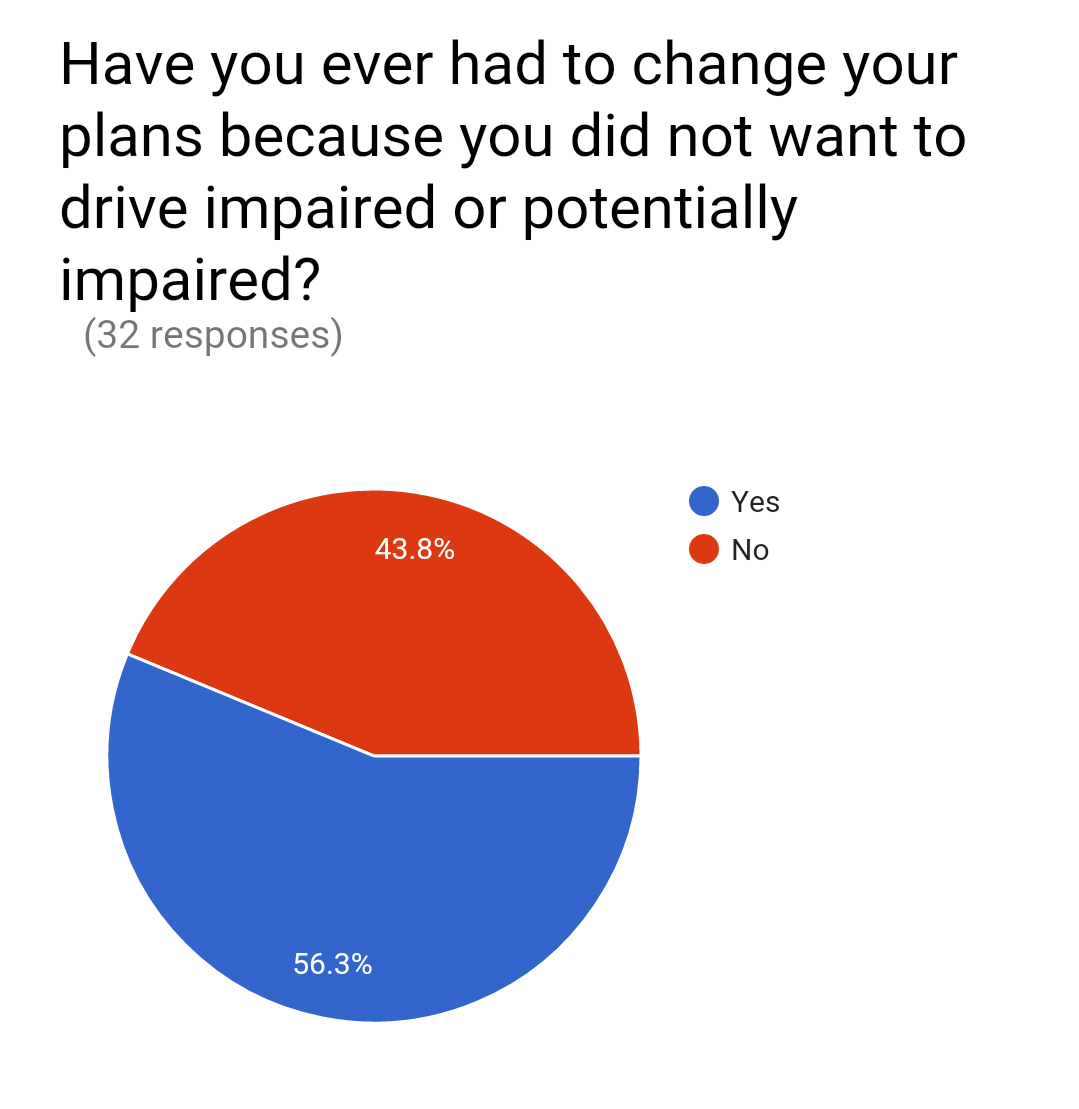 Have you ever had to change your
plans because you did not want to
drive impaired or potentially
impaired?
(32 responses)
Yes
No
43.8%
56.3%